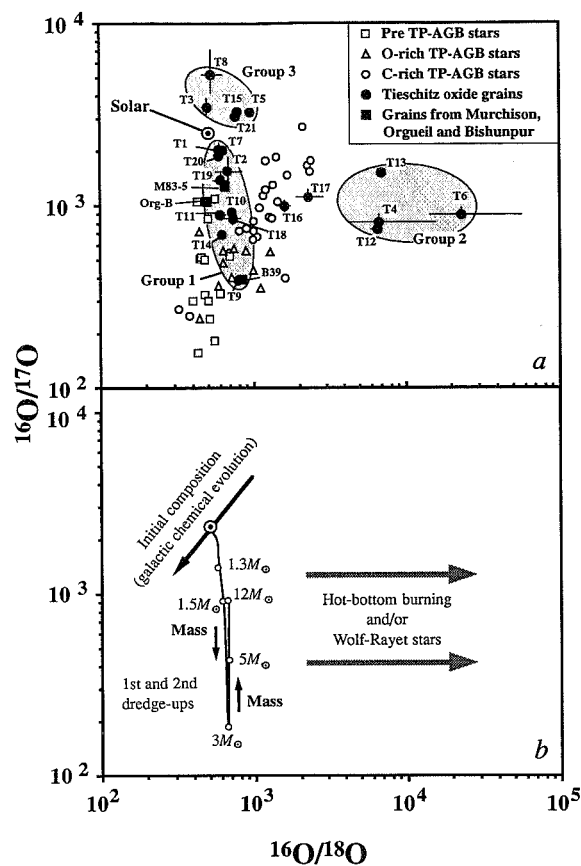 10^4
T8
Group 3
T3
T15
T5
T21
Solar
Pre TP-AGB stars
O-rich TP-AGB stars
C-rich TP-AGB stars
Tieschitz oxide grains
Grains from Murchison,
Orgueil and Bishunpur
T1
T7
T20
T2
T19
M83-5
T10
Org-B
T11
T18
T14
Group 1
T9
B39
T17
T16
T13
T6
T4
T12
Group 2
10^3
^16O/^17O
10^2
a
10^4
Initial composition
(galactic chemical evolution)
1.3M☉
12M☉
1.5M☉
Mass
5M☉
1st and 2nd
dredge-ups
Mass
3M☉
Hot-bottom burning
and/or
Wolf-Rayet stars
10^3
10^2
b
10^2
10^3
10^4
10^5
^16O/^18O